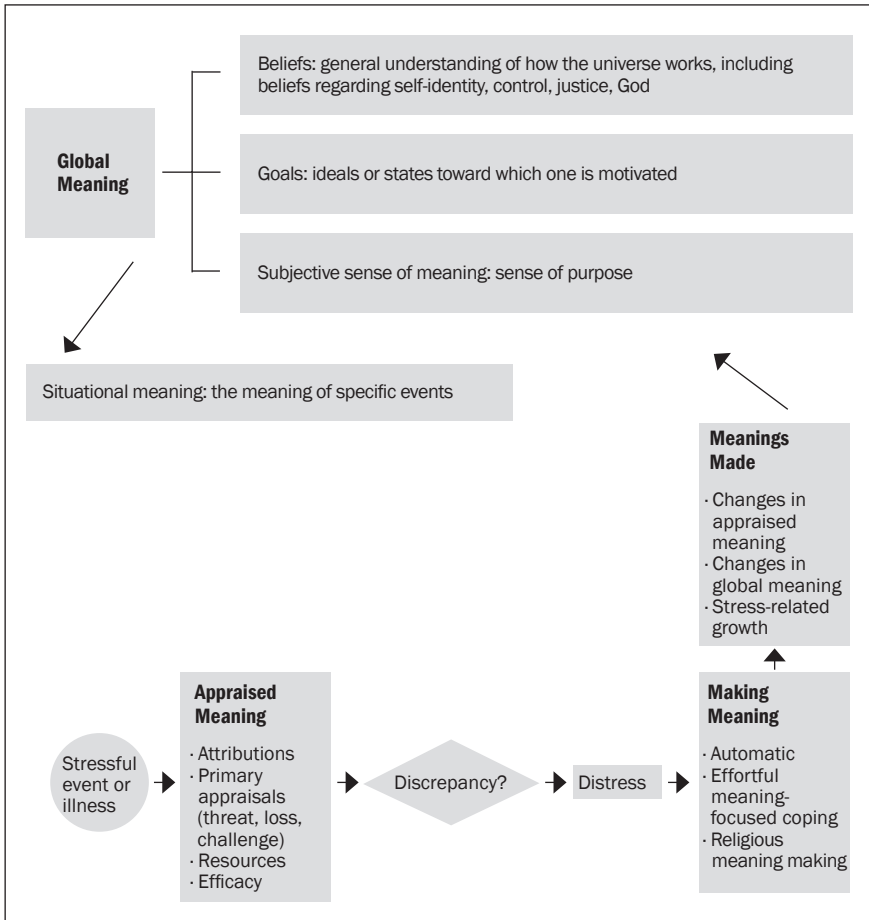 Beliefs: general understanding of how the universe works, including
beliefs regarding self-identity, control, justice, God
Global
Meaning
Goals: ideals or states toward which one is motivated
Subjective sense of meaning: sense of purpose
Situational meaning: the meaning of specific events
Meanings
Made
· Changes in
appraised
meaning
· Changes in
global meaning
· Stress-related
growth
Stressful
event or
illness
Appraised
Meaning
· Attributions
· Primary
appraisals
(threat, loss,
challenge)
· Resources
· Efficacy
Discrepancy?
Distress
Making
Meaning
· Automatic
· Effortful
meaning-
focused coping
· Religious
meaning making